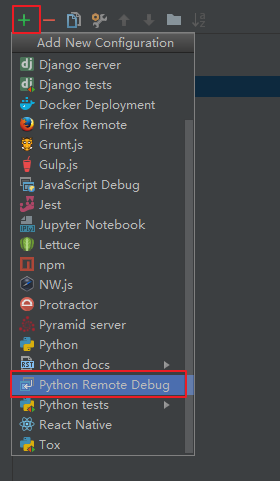 Add New Configuration
Django server
Django tests
Docker Deployment
Firefox Remote
Grunt.js
Gulp.js
JavaScript Debug
Jest
Jupyter Notebook
Lettuce
npm
NW.js
Protractor
Pyramid server
Python
Python docs
Python Remote Debug
Python tests
React Native
Tox